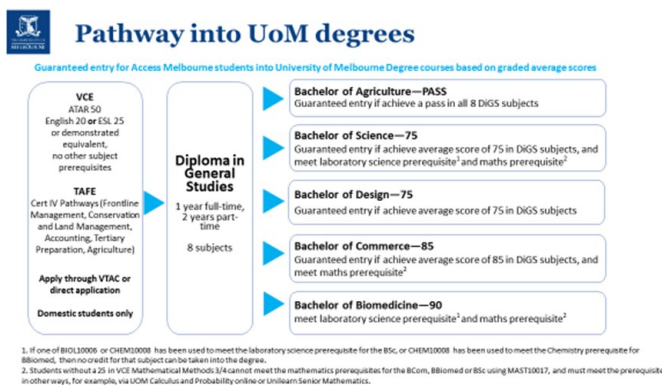 THE UNIVERSITY OF
MELBOURNE
Pathway into UoM degrees
Guaranteed entry for Access Melbourne students into University of Melbourne Degree courses based on graded average scores
VCE
ATAR 50
English 20 or ESL 25
or demonstrated
equivalent,
no other subject
prerequisites
TAFE
Cert IV Pathways (Frontline
Management, Conservation
and Land Management,
Accounting, Tertiary
Preparation, Agriculture)
Apply through VTAC or
direct application
Domestic students only
Diploma in
General
Studies
1 year full-time,
2 years part-
time
8 subjects
Bachelor of Agriculture—PASS
Guaranteed entry if achieve a pass in all 8 DiGS subjects
Bachelor of Science—75
Guaranteed entry if achieve average score of 75 in DiGS subjects, and
meet laboratory science prerequisite¹ and maths prerequisite²
Bachelor of Design—75
Guaranteed entry if achieve average score of 75 in DiGS subjects
Bachelor of Commerce—85
Guaranteed entry if achieve average score of 85 in DiGS subjects, and
meet maths prerequisite²
Bachelor of Biomedicine—90
meet laboratory science prerequisite¹ and maths prerequisite²
1. If one of BIOL10006 or CHEM10008 has been used to meet the laboratory science prerequisite for the BSc, or CHEM10008 has been used to meet the Chemistry prerequisite for
BBiomed, then no credit for that subject can be taken into the degree.
2. Students without a 25 in VCE Mathematical Methods 3/4 cannot meet the mathematics prerequisites for the BCom, BBiomed or BSc using MAST10017, and must meet the prerequisite
in other ways, for example, via UOM Calculus and Probability online or Unilearn Senior Mathematics.